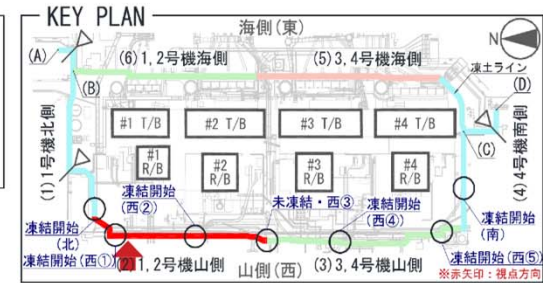 KEY PLAN
海側(東)
N
(A)
(6)1,2号機海側
(5)3,4号機海側
凍土ライン
(B)
(D)
#1 T/B
#2 T/B
#3 T/B
#4 T/B
(C)
(1)1号機北側
(4)4号機南側
#1
R/B
#2
R/B
#3
R/B
#4
R/B
凍結開始
(西②)
未凍結・西③
凍結開始
(西④)
凍結開始
(北)
凍結開始
(南)
凍結開始(西①)
(2)1,2号機山側
山側(西)
(3)3,4号機山側
凍結開始(西⑤)
※赤矢印:視点方向